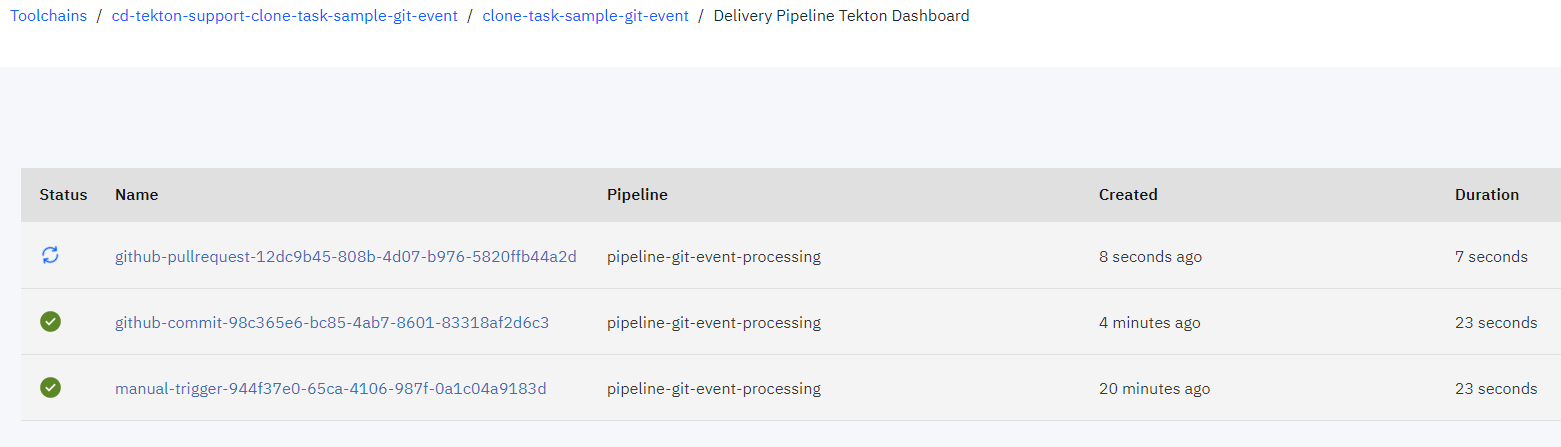 Toolchains / cd-tekton-support-clone-task-sample-git-event / clone-task-sample-git-event / Delivery Pipeline Tekton Dashboard
Status Name Pipeline Created Duration
github-pullrequest-12dc9b45-808b-4d07-b976-5820ffb44a2d pipeline-git-event-processing 8 seconds ago 7 seconds
github-commit-98c365e6-bc85-4ab7-8601-83318af2d6c3 pipeline-git-event-processing 4 minutes ago 23 seconds
manual-trigger-944f37e0-65ca-4106-987f-0a1c04a9183d pipeline-git-event-processing 20 minutes ago 23 seconds